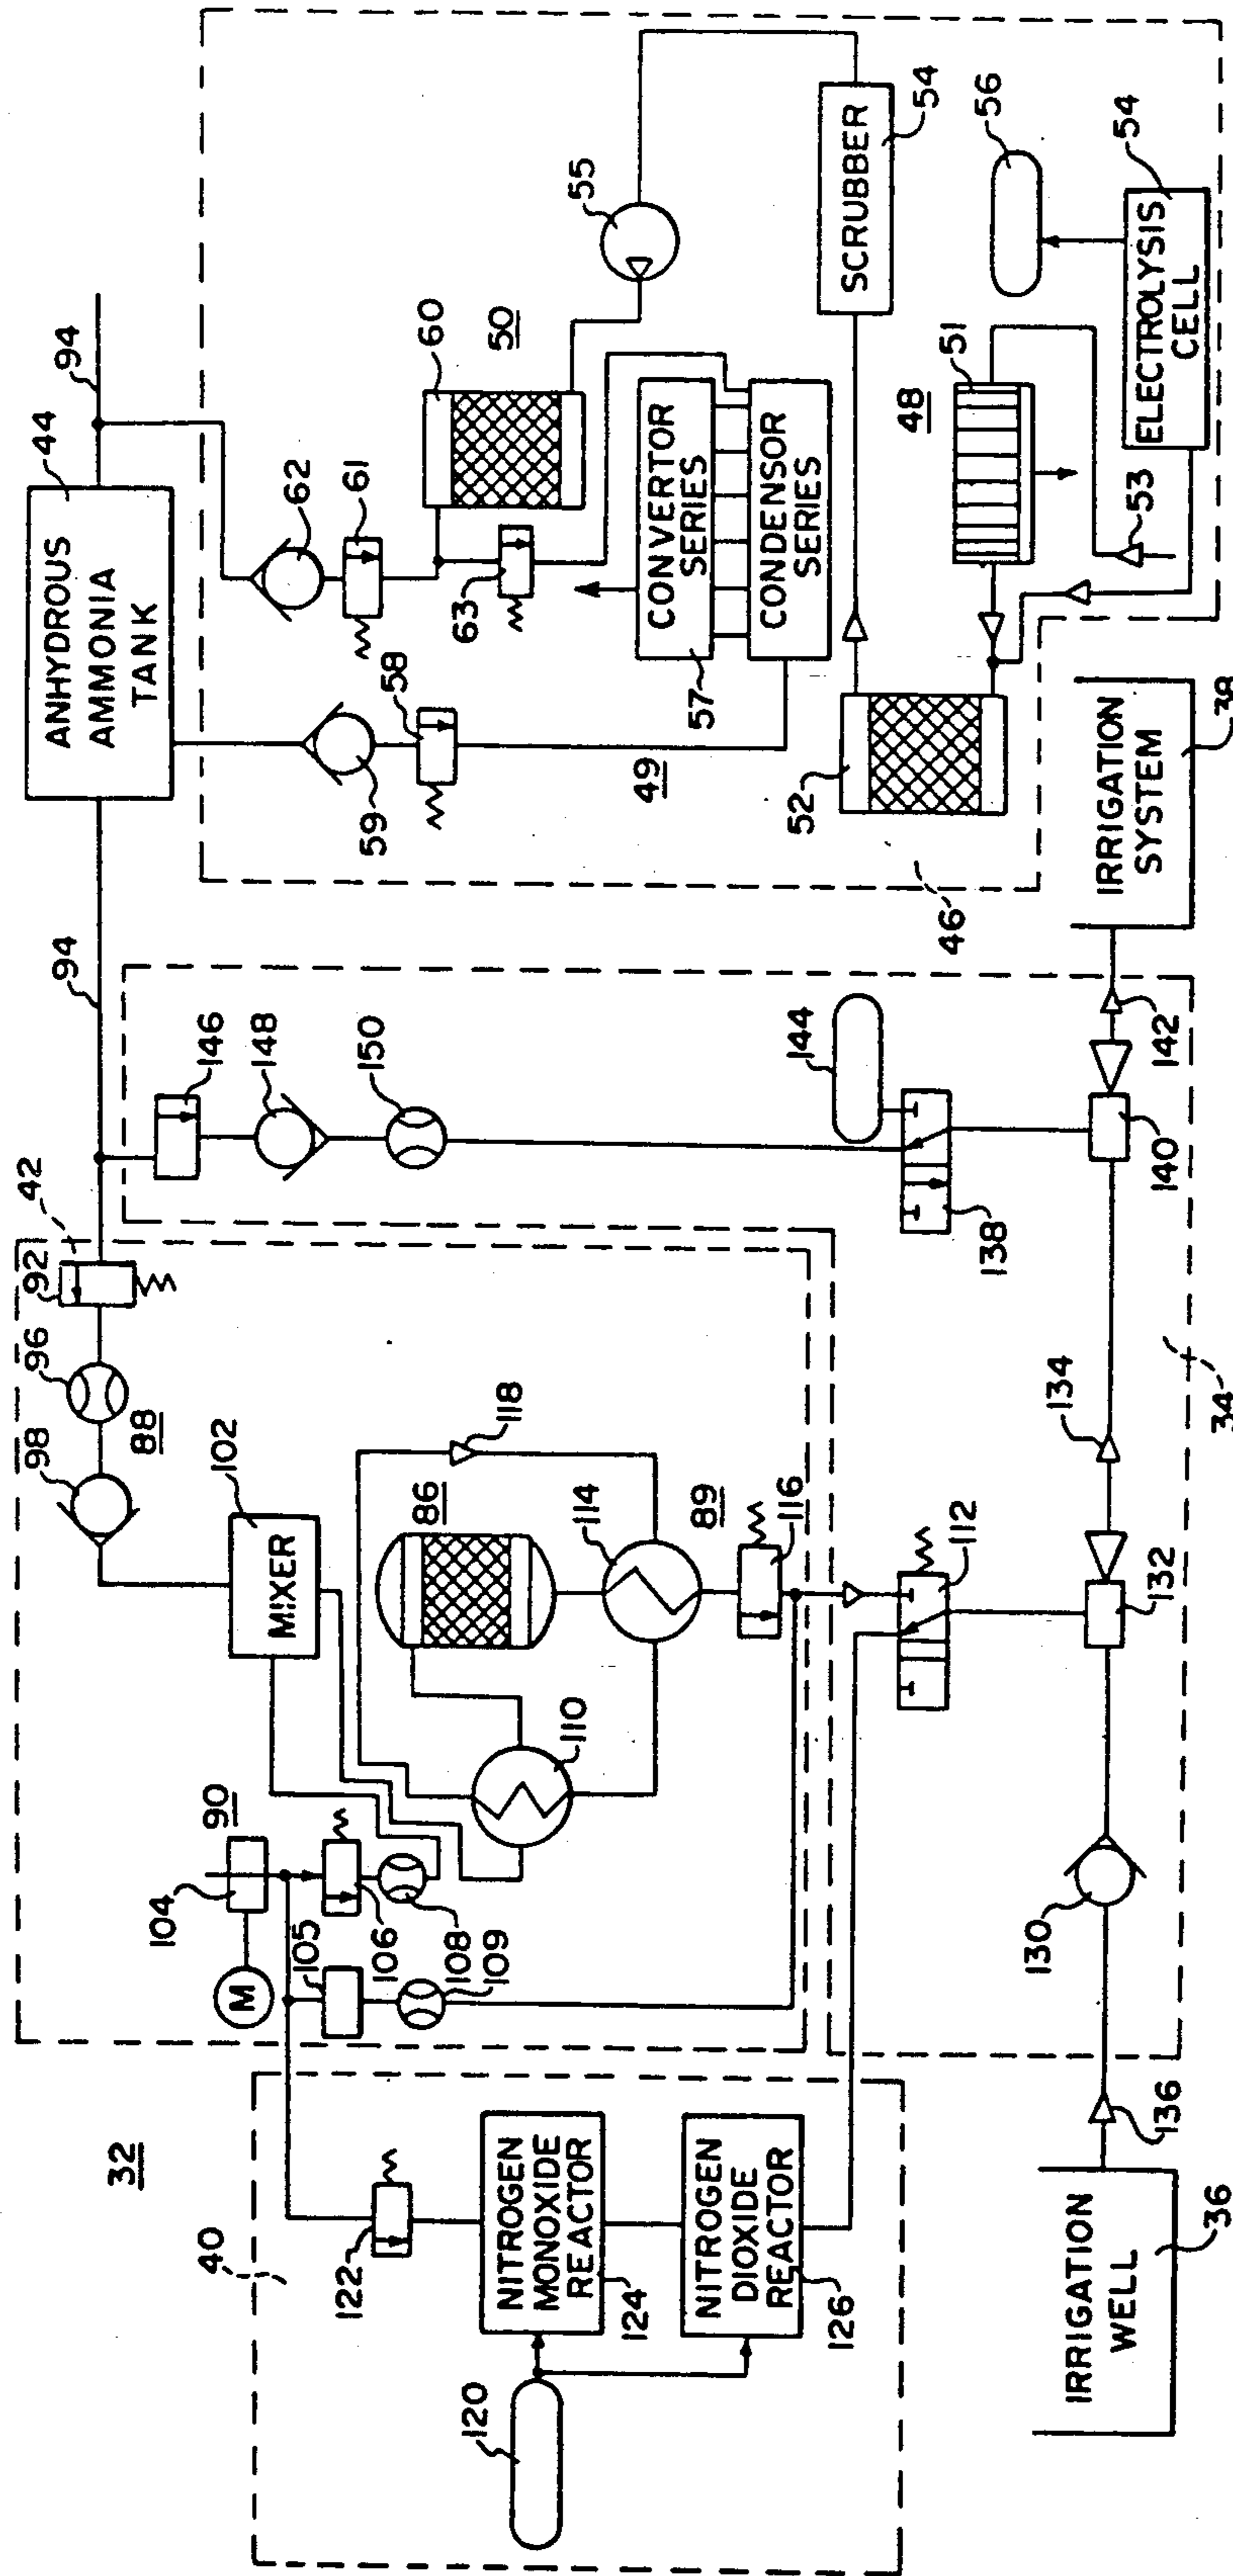 32
40
120
122
NITROGEN
MONOXIDE
REACTOR
124
NITROGEN
DIOXIDE
REACTOR
126
IRRIGATION
WELL
36
136
130
132
134
112
34
M
104
90
105
106
108
109
110
MIXER
102
98
96
88
92
42
86
118
114
89
116
94
146
148
150
144
138
140
142
IRRIGATION
SYSTEM
38
ANHYDROUS
AMMONIA
TANK
44
94
59
58
49
62
61
63
60
50
55
CONVERTOR
SERIES
57
CONDENSOR
SERIES
SCRUBBER
54
52
46
48
51
53
56
ELECTROLYSIS
CELL
54